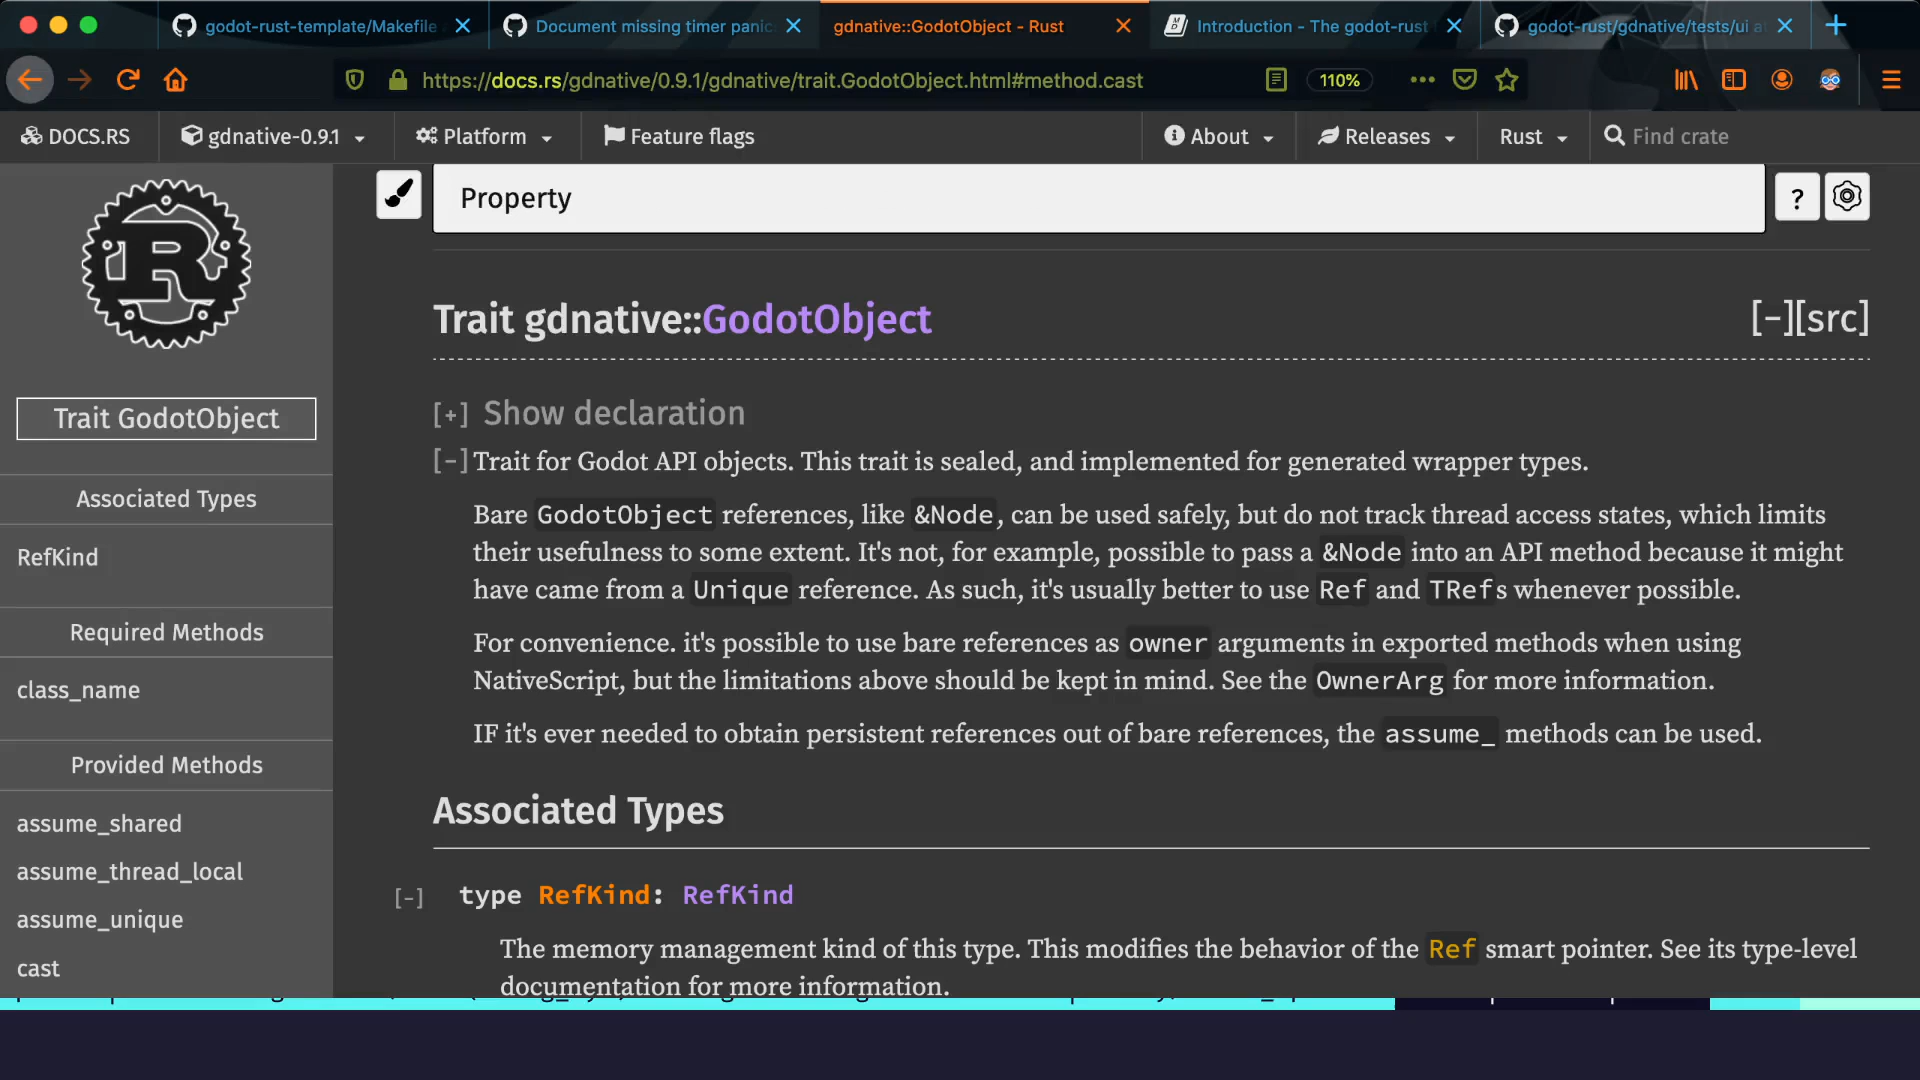 godot-rust-template/Makefile
Document missing timer panic
gdnative::GodotObject - Rust
Introduction - The godot-rust
godot-rust/gdnative/tests/ui at
https://docs.rs/gdnative/0.9.1/gdnative/trait.GodotObject.html#method.cast
110%
DOCS.RS
gdnative-0.9.1
Platform
Feature flags
About
Releases
Rust
Find crate
Property
?
Trait gdnative::GodotObject
[-][src]
Trait GodotObject
Associated Types
RefKind
Required Methods
class_name
Provided Methods
assume_shared
assume_thread_local
assume_unique
cast
[+] Show declaration
[-] Trait for Godot API objects. This trait is sealed, and implemented for generated wrapper types.
Bare GodotObject references, like &Node, can be used safely, but do not track thread access states, which limits
their usefulness to some extent. It's not, for example, possible to pass a &Node into an API method because it might
have came from a Unique reference. As such, it's usually better to use Ref and TRefs whenever possible.
For convenience. it's possible to use bare references as owner arguments in exported methods when using
NativeScript, but the limitations above should be kept in mind. See the OwnerArg for more information.
IF it's ever needed to obtain persistent references out of bare references, the assume_ methods can be used.
Associated Types
[-] type RefKind: RefKind
The memory management kind of this type. This modifies the behavior of the Ref smart pointer. See its type-level
documentation for more information.